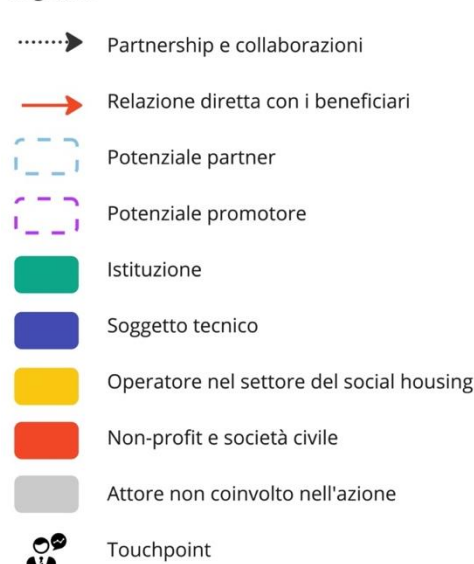 Partnership e collaborazioni
Relazione diretta con i beneficiari
Potenziale partner
Potenziale promotore
Istituzione
Soggetto tecnico
Operatore nel settore del social housing
Non-profit e società civile
Attore non coinvolto nell'azione
Touchpoint